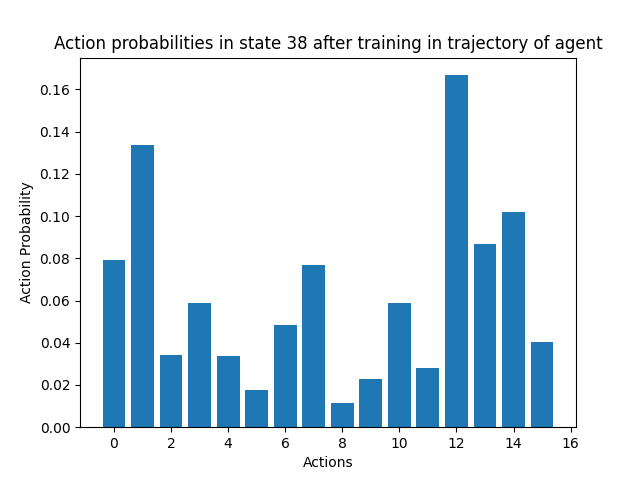 Action probabilities in state 38 after training in trajectory of agent
0.16
0.14
0.12
0.10
0.08
0.06
0.04
0.02
0.00
Action Probability
0 2 4 6 8 10 12 14 16
Actions